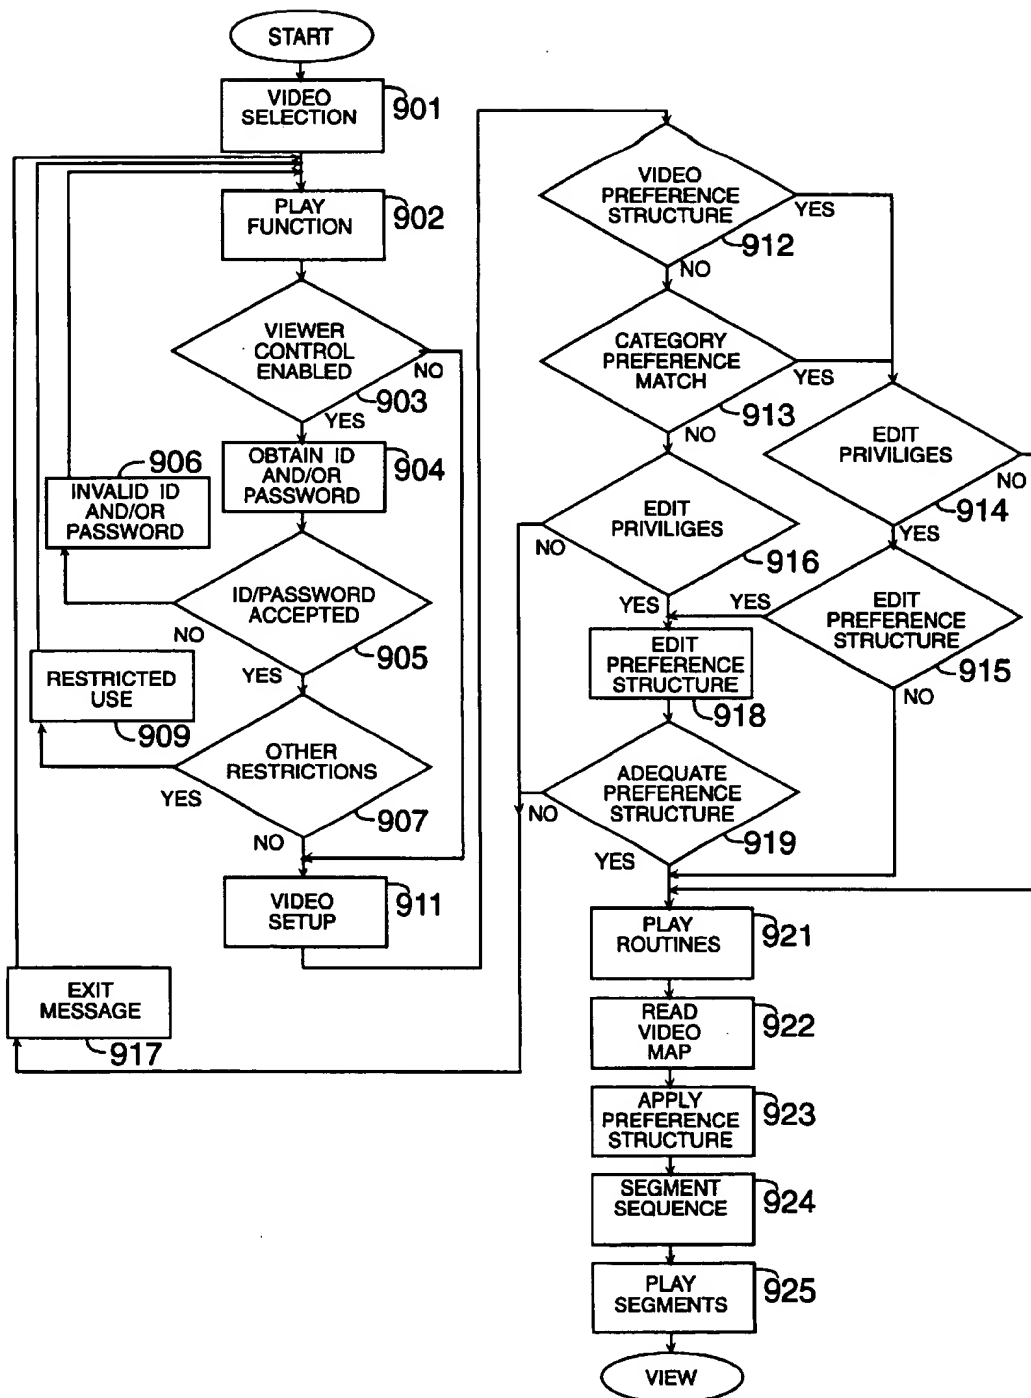 START
VIDEO
SELECTION
901
PLAY
FUNCTION
902
VIEWER
CONTROL
ENABLED
NO
903
YES
OBTAIN ID
AND/OR
PASSWORD
904
906
INVALID ID
AND/OR
PASSWORD
ID/PASSWORD
ACCEPTED
NO
905
YES
RESTRICTED
USE
909
OTHER
RESTRICTIONS
YES
907
NO
VIDEO
SETUP
911
EXIT
MESSAGE
917
VIDEO
PREFERENCE
STRUCTURE
YES
912
NO
CATEGORY
PREFERENCE
MATCH
YES
913
NO
EDIT
PRIVILIGES
NO
914
YES
EDIT
PRIVILIGES
NO
916
YES
EDIT
PREFERENCE
STRUCTURE
YES
915
NO
EDIT
PREFERENCE
STRUCTURE
918
ADEQUATE
PREFERENCE
STRUCTURE
NO
919
YES
PLAY
ROUTINES
921
READ
VIDEO
MAP
922
APPLY
PREFERENCE
STRUCTURE
923
SEGMENT
SEQUENCE
924
PLAY
SEGMENTS
925
VIEW